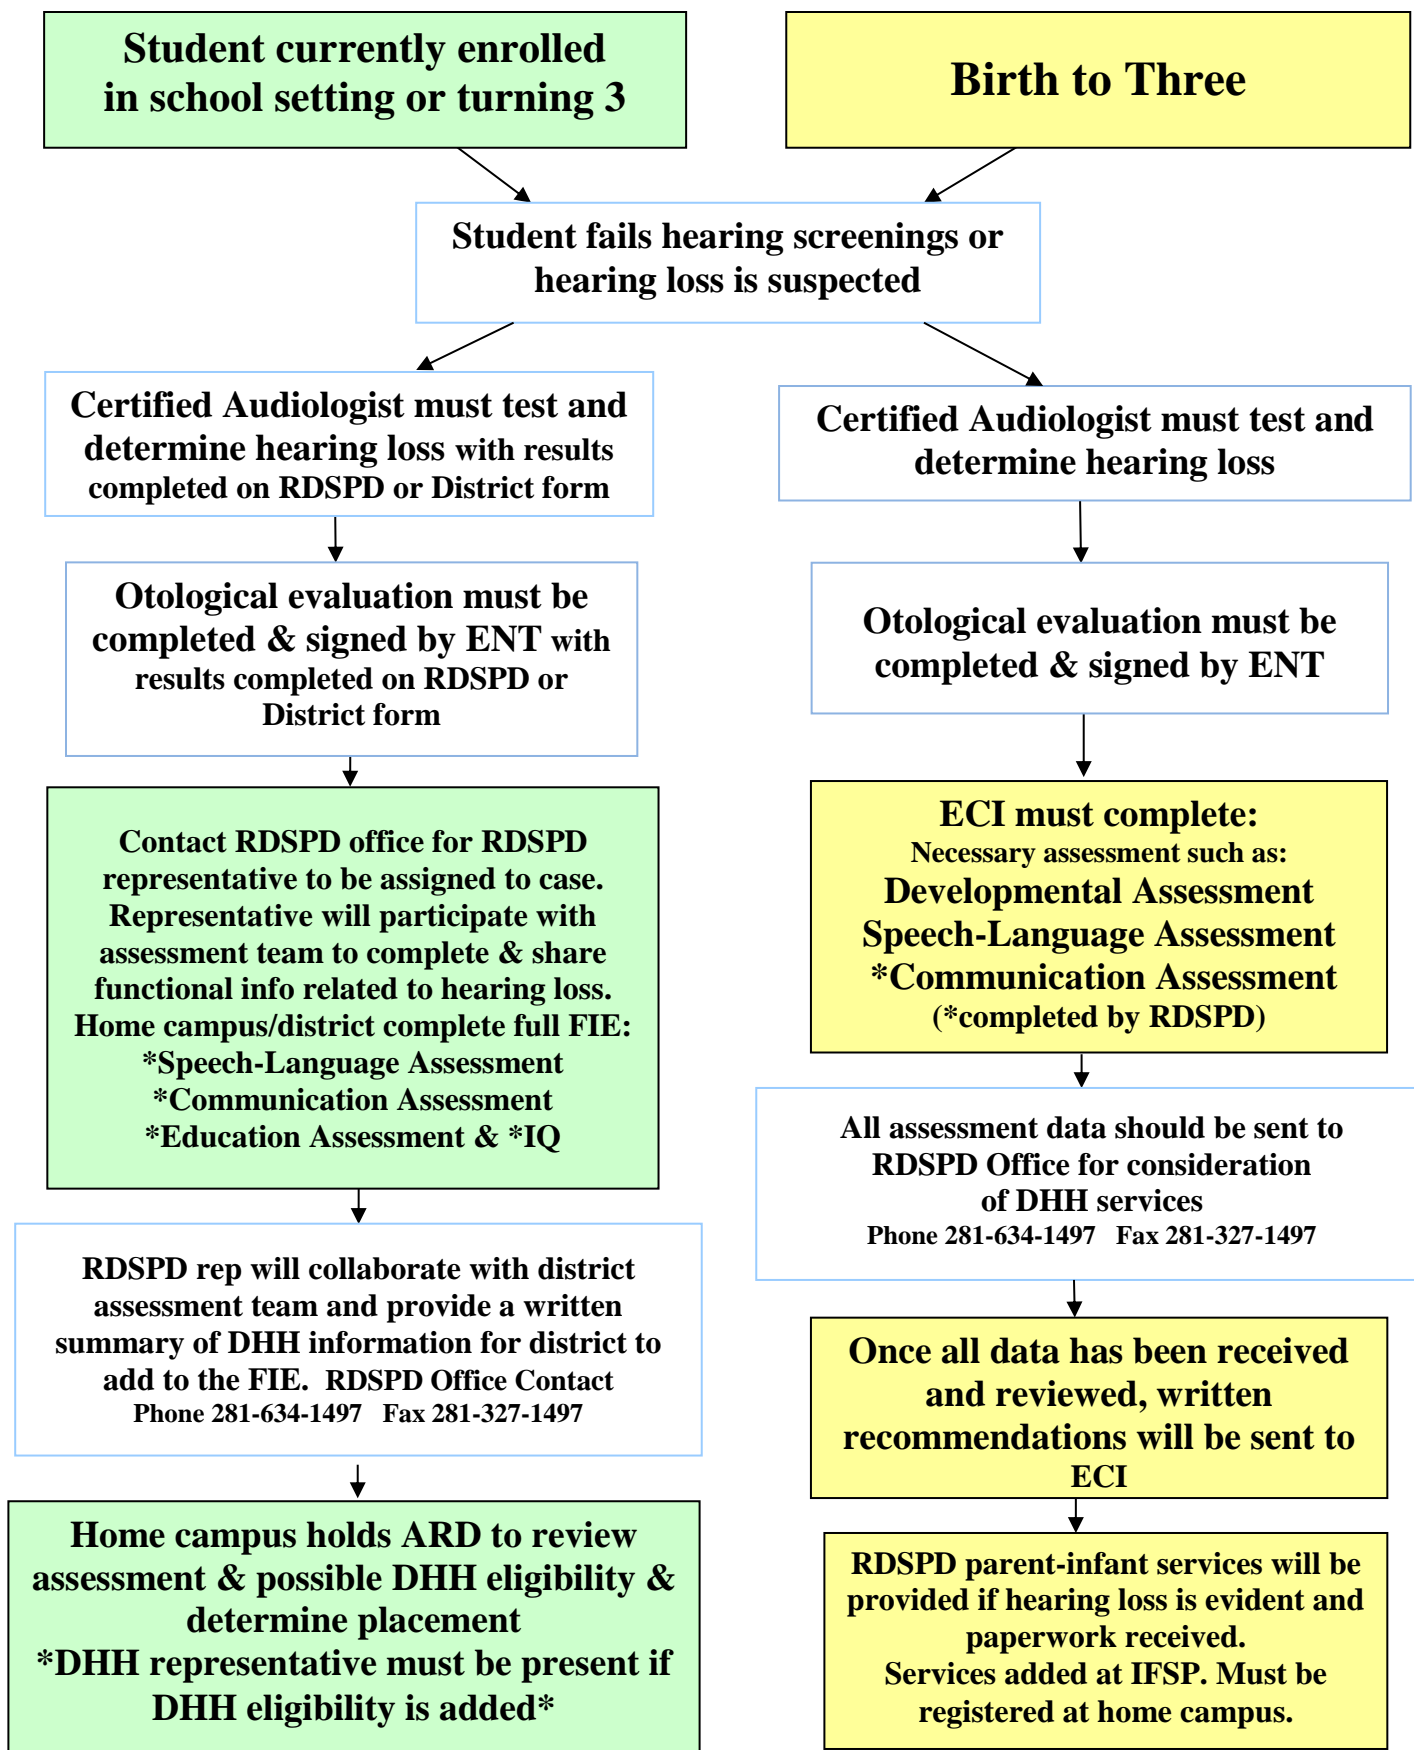 Student currently enrolled
in school setting or turning 3
Birth to Three
Student fails hearing screenings or
hearing loss is suspected
Certified Audiologist must test and
determine hearing loss with results
completed on RDSPD or District form
Certified Audiologist must test and
determine hearing loss
Otological evaluation must be
completed & signed by ENT with
results completed on RDSPD or
District form
Otological evaluation must be
completed & signed by ENT
Contact RDSPD office for RDSPD
representative to be assigned to case.
Representative will participate with
assessment team to complete & share
functional info related to hearing loss.
Home campus/district complete full FIE:
*Speech-Language Assessment
*Communication Assessment
*Education Assessment & *IQ
ECI must complete:
Necessary assessment such as:
Developmental Assessment
Speech-Language Assessment
*Communication Assessment
(*completed by RDSPD)
All assessment data should be sent to
RDSPD Office for consideration
of DHH services
Phone 281-634-1497 Fax 281-327-1497
RDSPD rep will collaborate with district
assessment team and provide a written
summary of DHH information for district to
add to the FIE. RDSPD Office Contact
Phone 281-634-1497 Fax 281-327-1497
Once all data has been received
and reviewed, written
recommendations will be sent to
ECI
Home campus holds ARD to review
assessment & possible DHH eligibility &
determine placement
*DHH representative must be present if
DHH eligibility is added*
RDSPD parent-infant services will be
provided if hearing loss is evident and
paperwork received.
Services added at IFSP. Must be
registered at home campus.